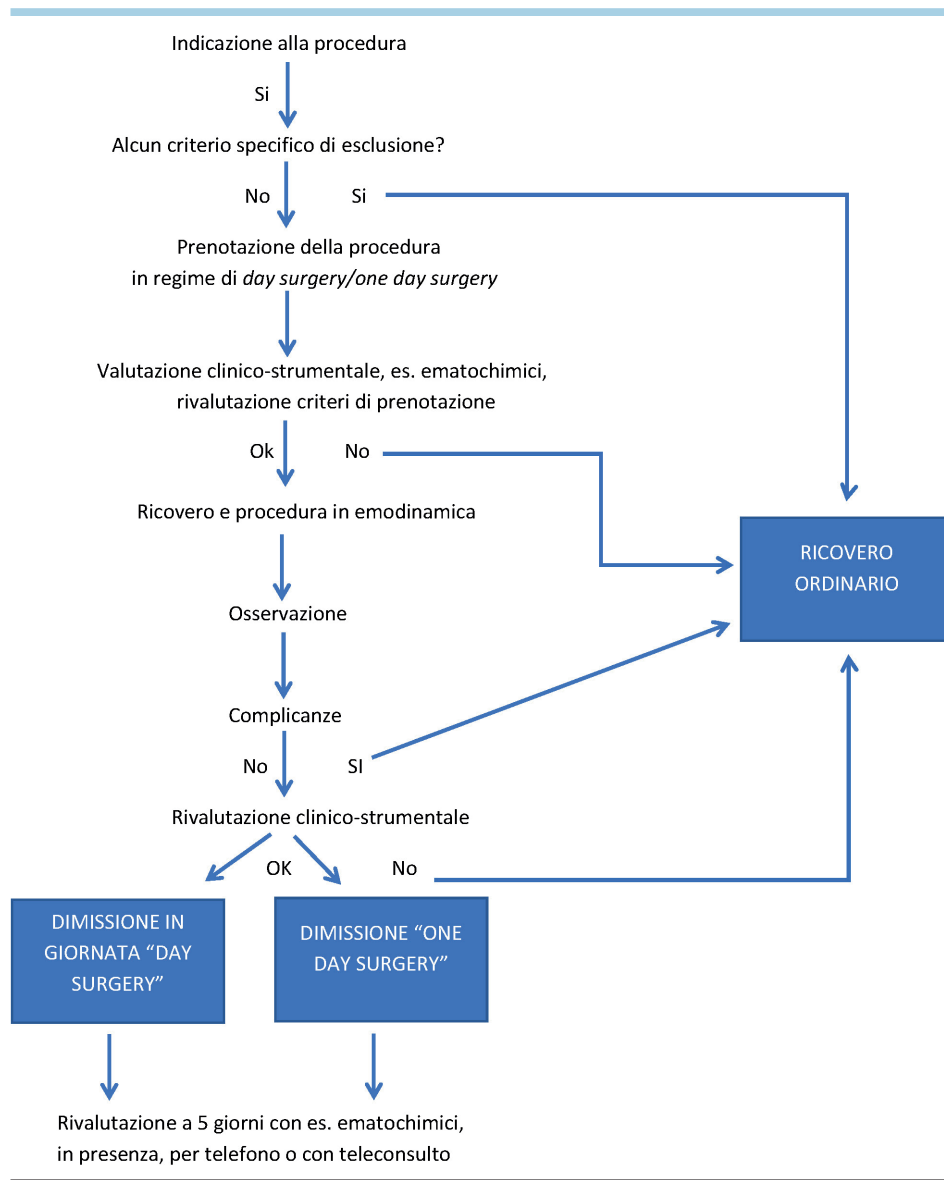 Indicazione alla procedura
Si
Alcun criterio specifico di esclusione?
No Si
Prenotazione della procedura
in regime di day surgery/one day surgery
Valutazione clinico-strumentale, es. ematochimici,
rivalutazione criteri di prenotazione
Ok No
Ricovero e procedura in emodinamica
RICOVERO
ORDINARIO
Osservazione
Complicanze
No SI
Rivalutazione clinico-strumentale
OK No
DIMISSIONE IN
GIORNATA “DAY
SURGERY”
DIMISSIONE “ONE
DAY SURGERY”
Rivalutazione a 5 giorni con es. ematochimici,
in presenza, per telefono o con teleconsulto